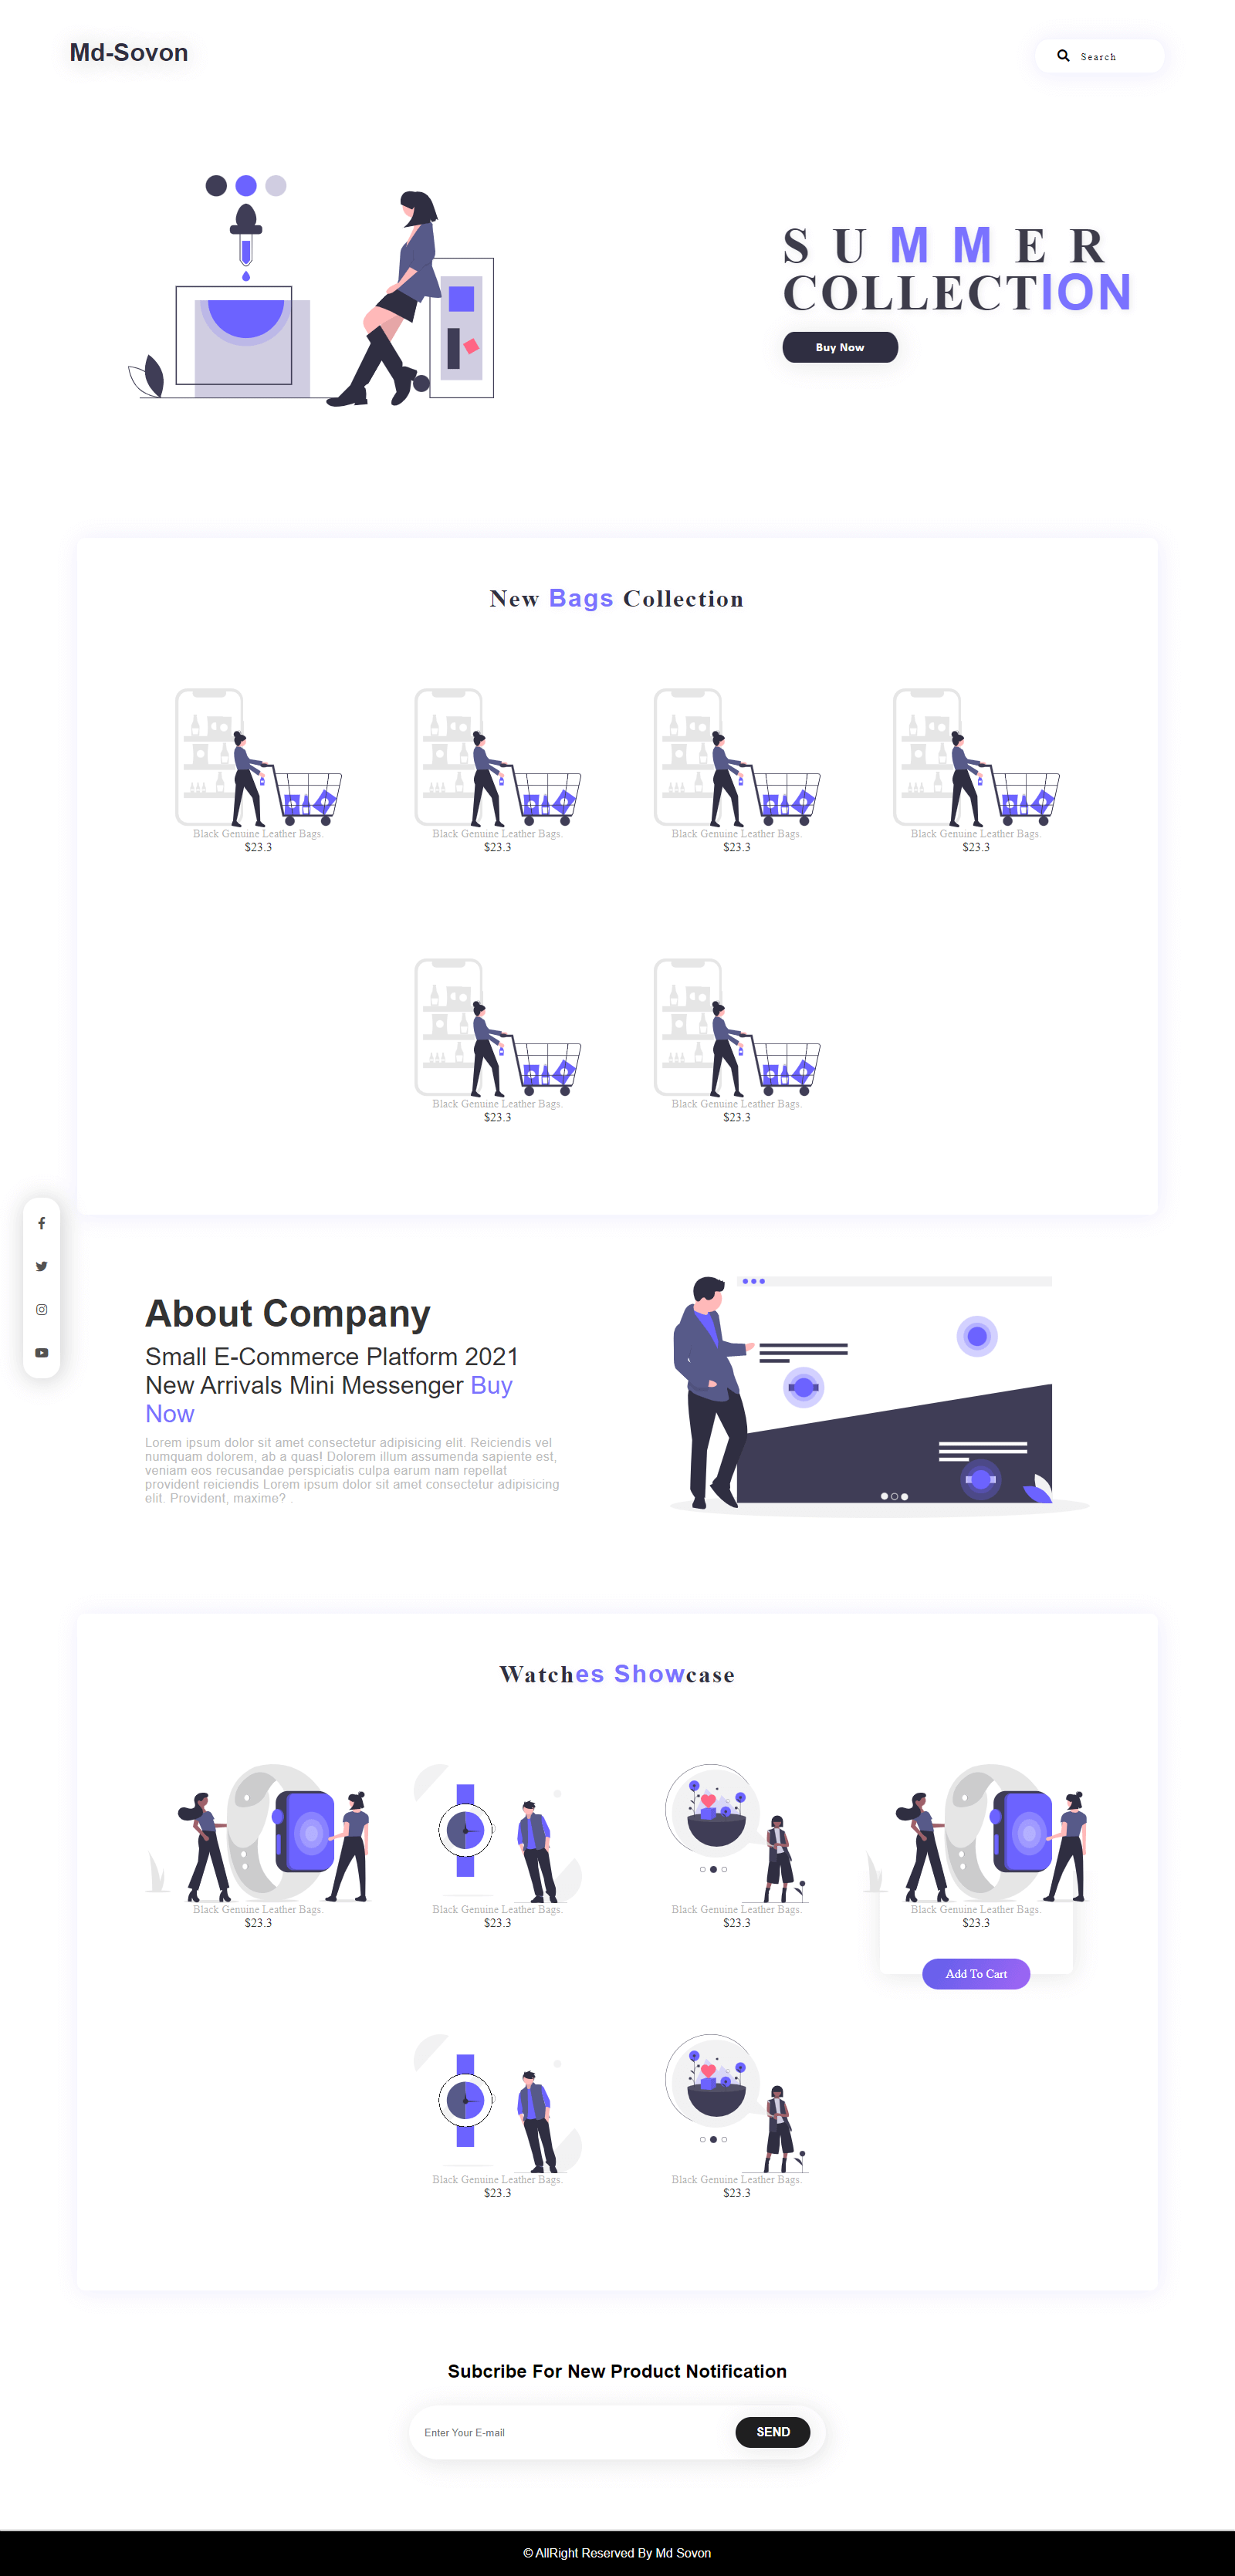 Md-Sovon
Search
SUMMER
COLLECTION
Buy Now
New Bags Collection
Black Genuine Leather Bags.
$23.3
Black Genuine Leather Bags.
$23.3
Black Genuine Leather Bags.
$23.3
Black Genuine Leather Bags.
$23.3
Black Genuine Leather Bags.
$23.3
Black Genuine Leather Bags.
$23.3
About Company
Small E-Commerce Platform 2021
New Arrivals Mini Messenger Buy
Now
Lorem ipsum dolor sit amet consectetur adipisicing elit. Reiciendis vel
numquam dolorem, ab a quas! Dolorem illum assumenda sapiente est,
veniam eos recusandae perspiciatis culpa earum nam repellat
provident reiciendis Lorem ipsum dolor sit amet consectetur adipisicing
elit. Provident, maxime? .
Watches Showcase
Black Genuine Leather Bags.
$23.3
Black Genuine Leather Bags.
$23.3
Black Genuine Leather Bags.
$23.3
Black Genuine Leather Bags.
$23.3
Add To Cart
Black Genuine Leather Bags.
$23.3
Black Genuine Leather Bags.
$23.3
Subcribe For New Product Notification
Enter Your E-mail
SEND
© AllRight Reserved By Md Sovon